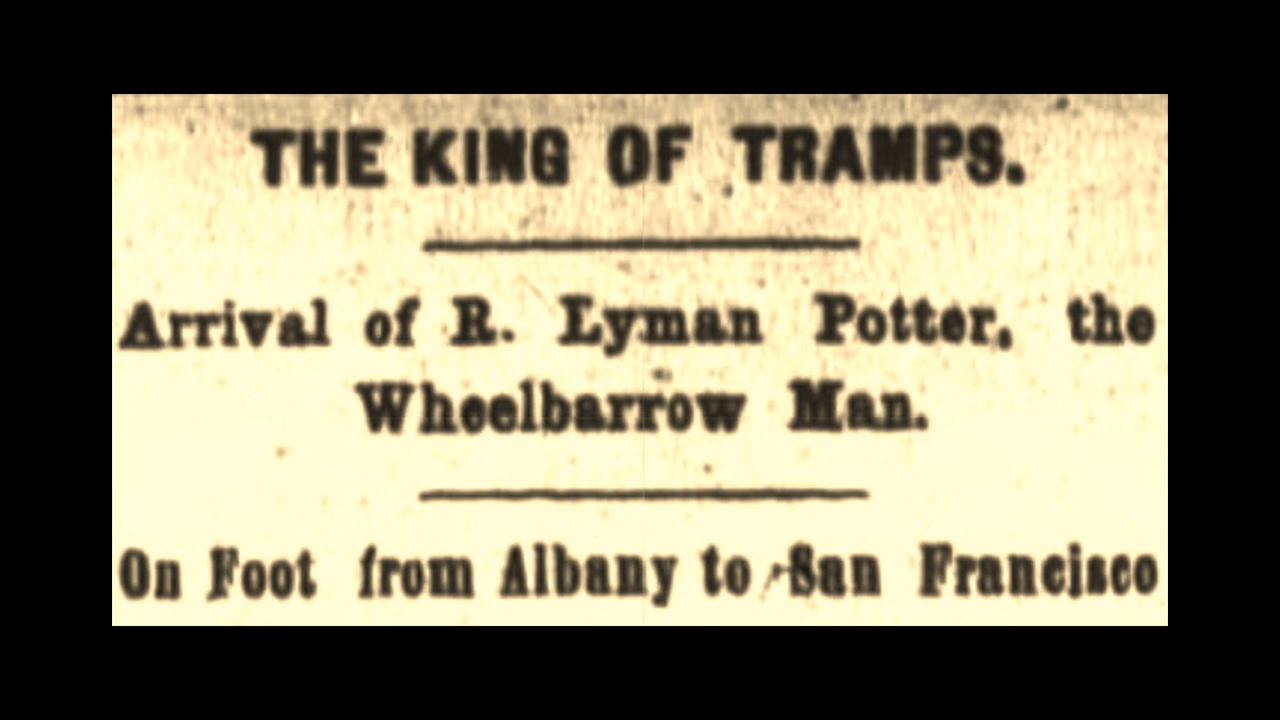 THE KING OF TRAMPS.
Arrival of R. Lyman Potter, the
Wheelbarrow Man.
On Foot from Albany to San Francisco